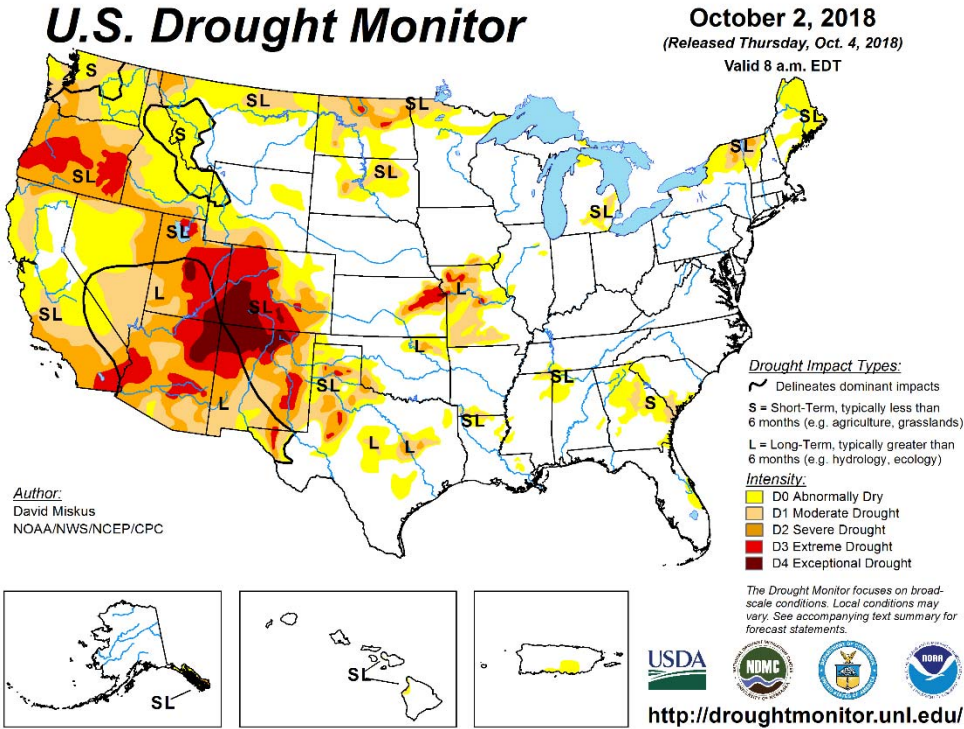 U.S. Drought Monitor
October 2, 2018
(Released Thursday, Oct. 4, 2018)
Valid 8 a.m. EDT
S
SL
SL
SL
S
SL
SL
SL
SL
SL
SL
L
SL
L
SL
L
L
SL
SL
S
L
L
SL
Drought Impact Types:
Delineates dominant impacts
S = Short-Term, typically less than
6 months (e.g. agriculture, grasslands)
L = Long-Term, typically greater than
6 months (e.g. hydrology, ecology)
Intensity:
D0 Abnormally Dry
D1 Moderate Drought
D2 Severe Drought
D3 Extreme Drought
D4 Exceptional Drought
Author:
David Miskus
NOAA/NWS/NCEP/CPC
The Drought Monitor focuses on broad-
scale conditions. Local conditions may
vary. See accompanying text summary for
forecast statements.
SL
SL
USDA
NDMC
NOAA
http://droughtmonitor.unl.edu/